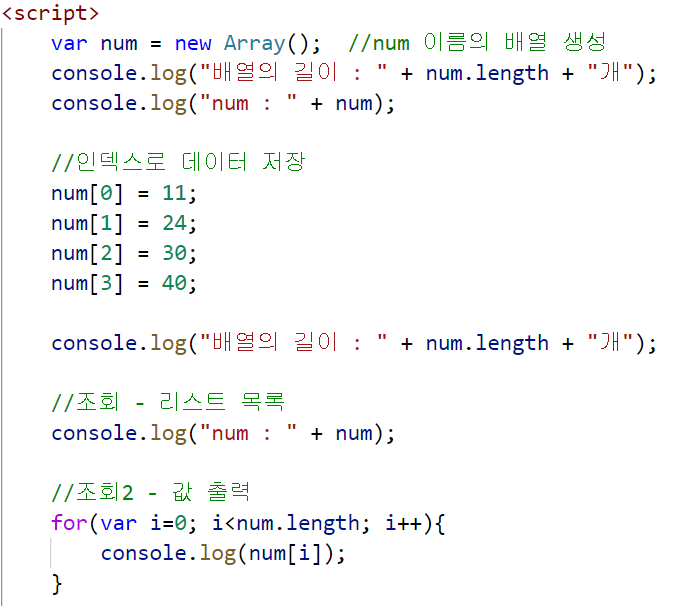 <script>
var num = new Array();  //num 이름의 배열 생성
console.log("배열의 길이 : " + num.length + "개");
console.log("num : " + num);
//인덱스로 데이터 저장
num[0] = 11;
num[1] = 24;
num[2] = 30;
num[3] = 40;
console.log("배열의 길이 : " + num.length + "개");
//조회 - 리스트 목록
console.log("num : " + num);
//조회2 - 값 출력
for(var i=0; i<num.length; i++){
console.log(num[i]);
}